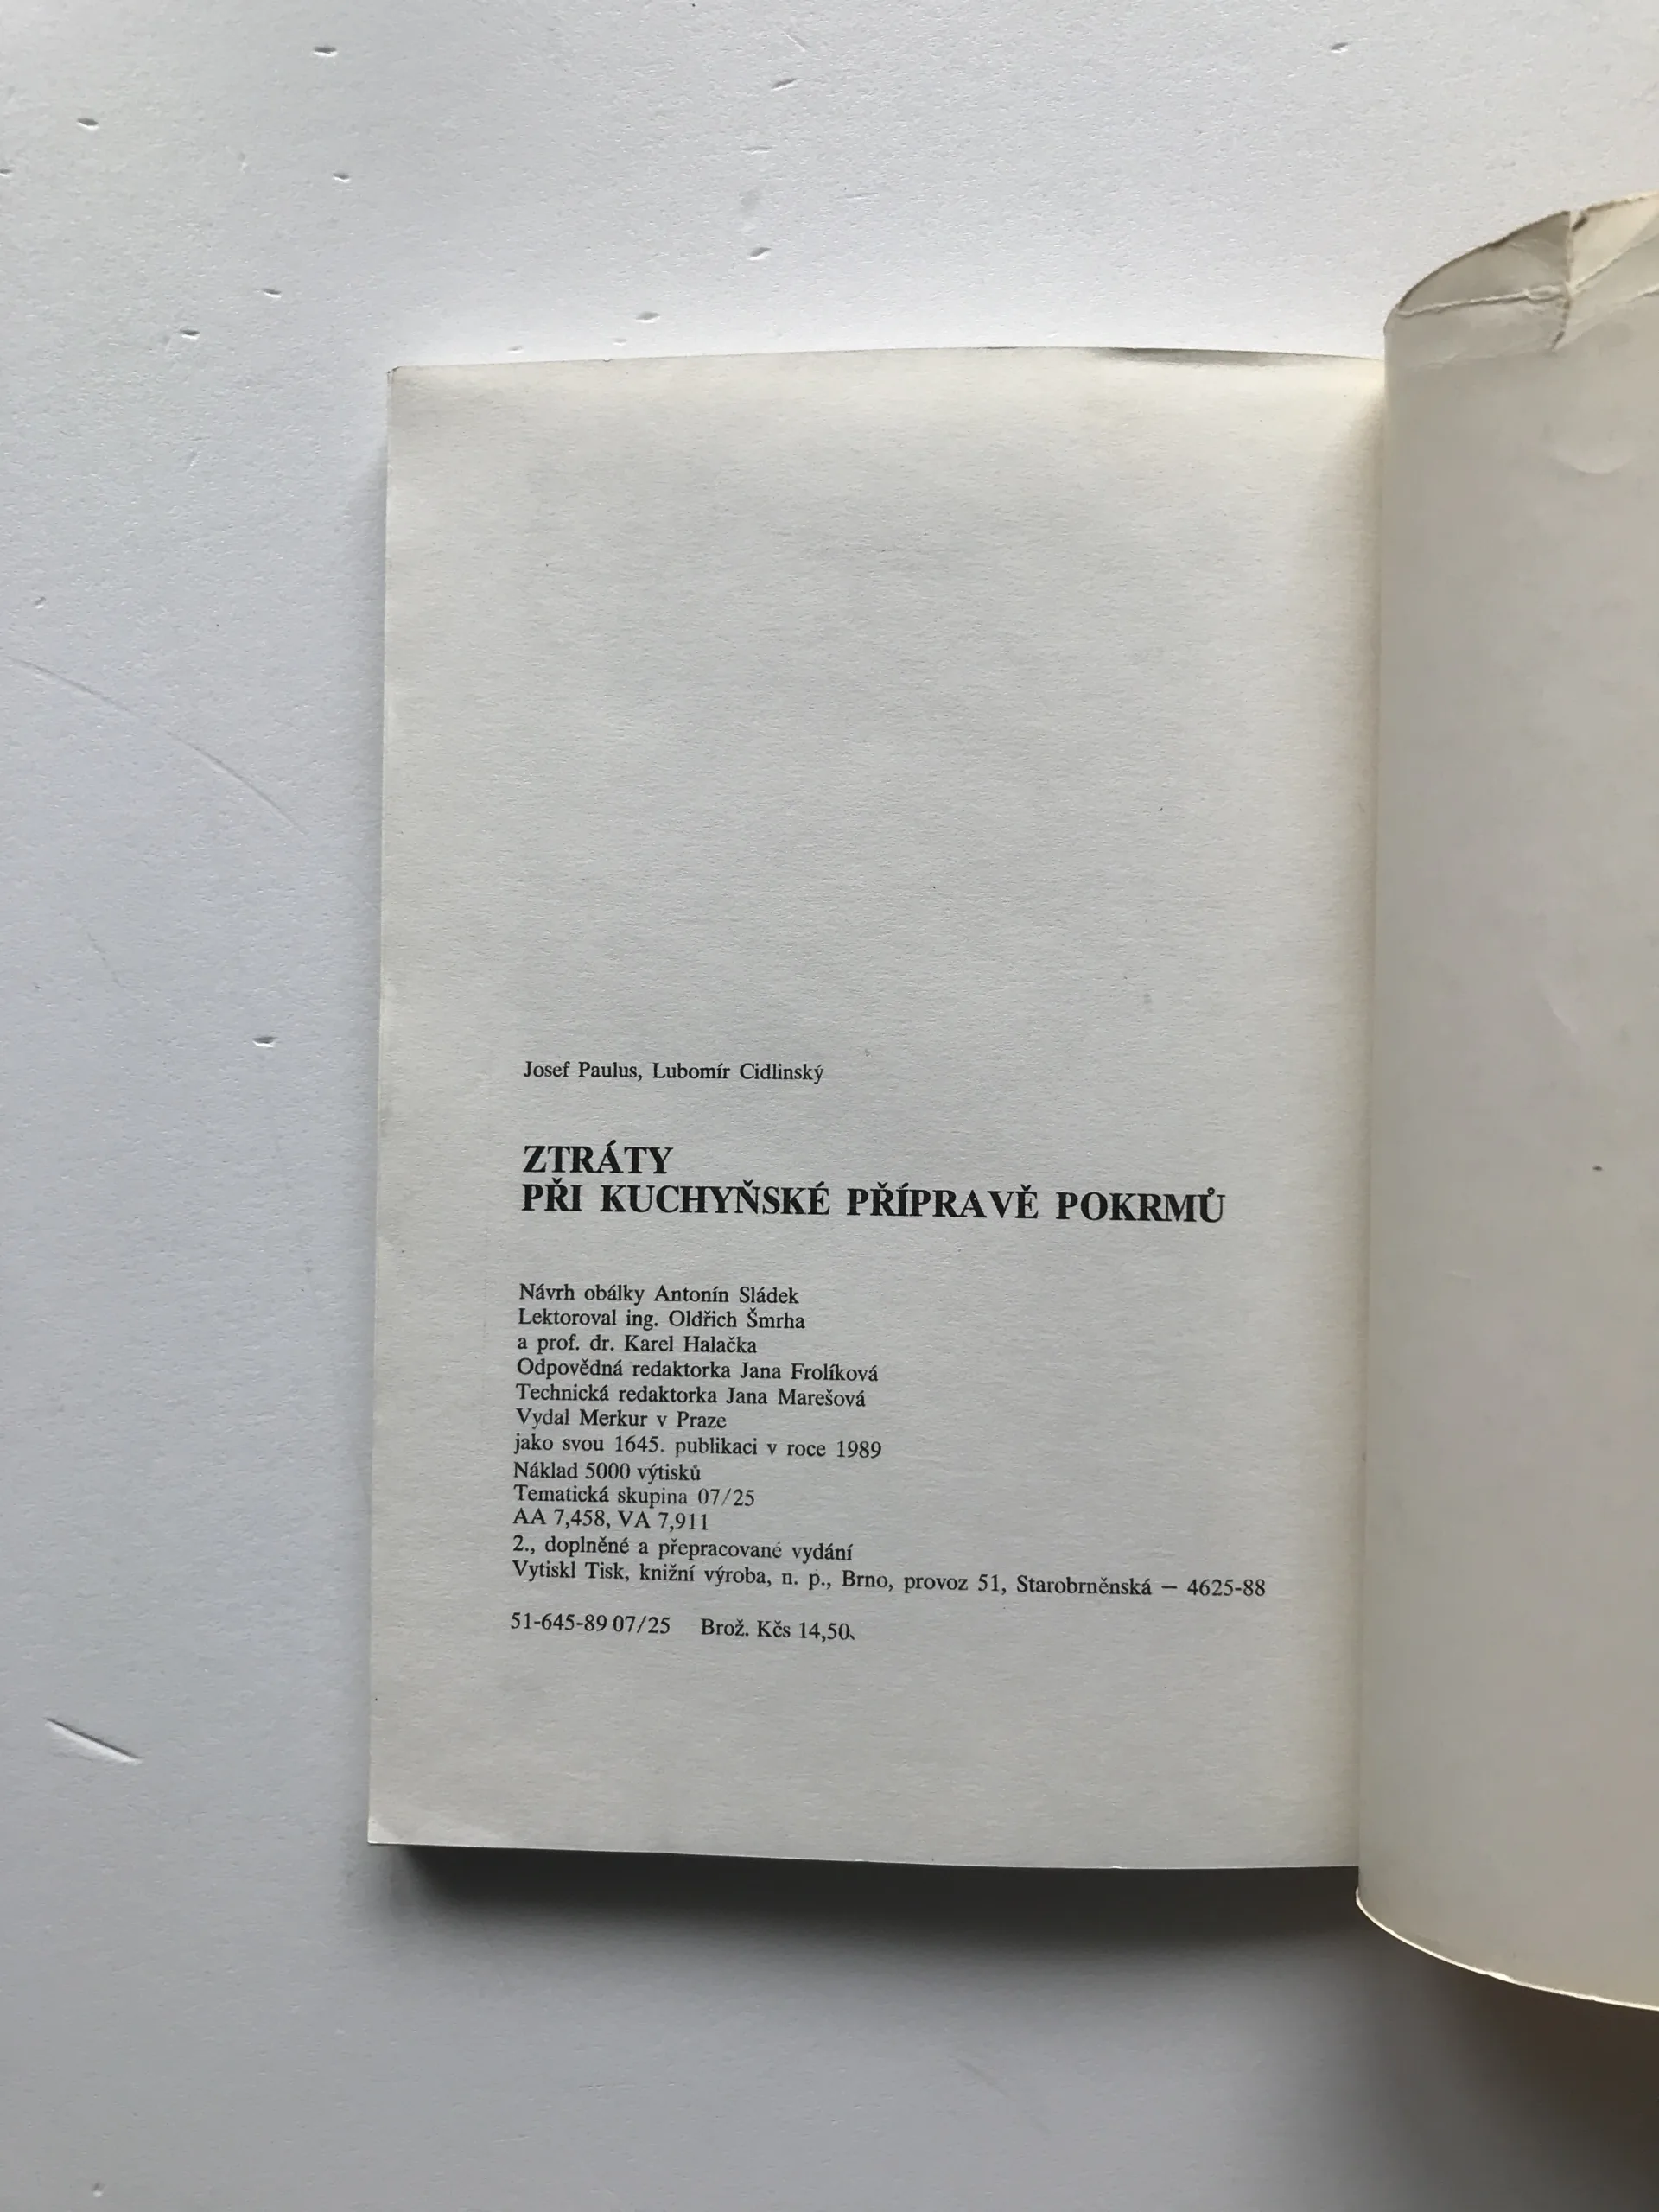 Josef Paulus, Lubomír Cidlinský
ZTRÁTY
PŘI KUCHYŇSKÉ PŘÍPRAVĚ POKRMŮ
Návrh obálky Antonín Sládek
Lektoroval ing. Oldřich Šmrha
a prof. dr. Karel Halačka
Odpovědná redaktorka Jana Frolíková
Technická redaktorka Jana Marešová
Vydal Merkur v Praze
jako svou 1645. publikaci v roce 1989
Náklad 5000 výtisků
Tematická skupina 07/25
AA 7,458, VA 7,911
2., doplněné a přepracované vydání
Vytiskl Tisk, knižní výroba, n. p., Brno, provoz 51, Starobrněnská — 4625-88
51-645-89 07/25 Brož. Kčs 14,50